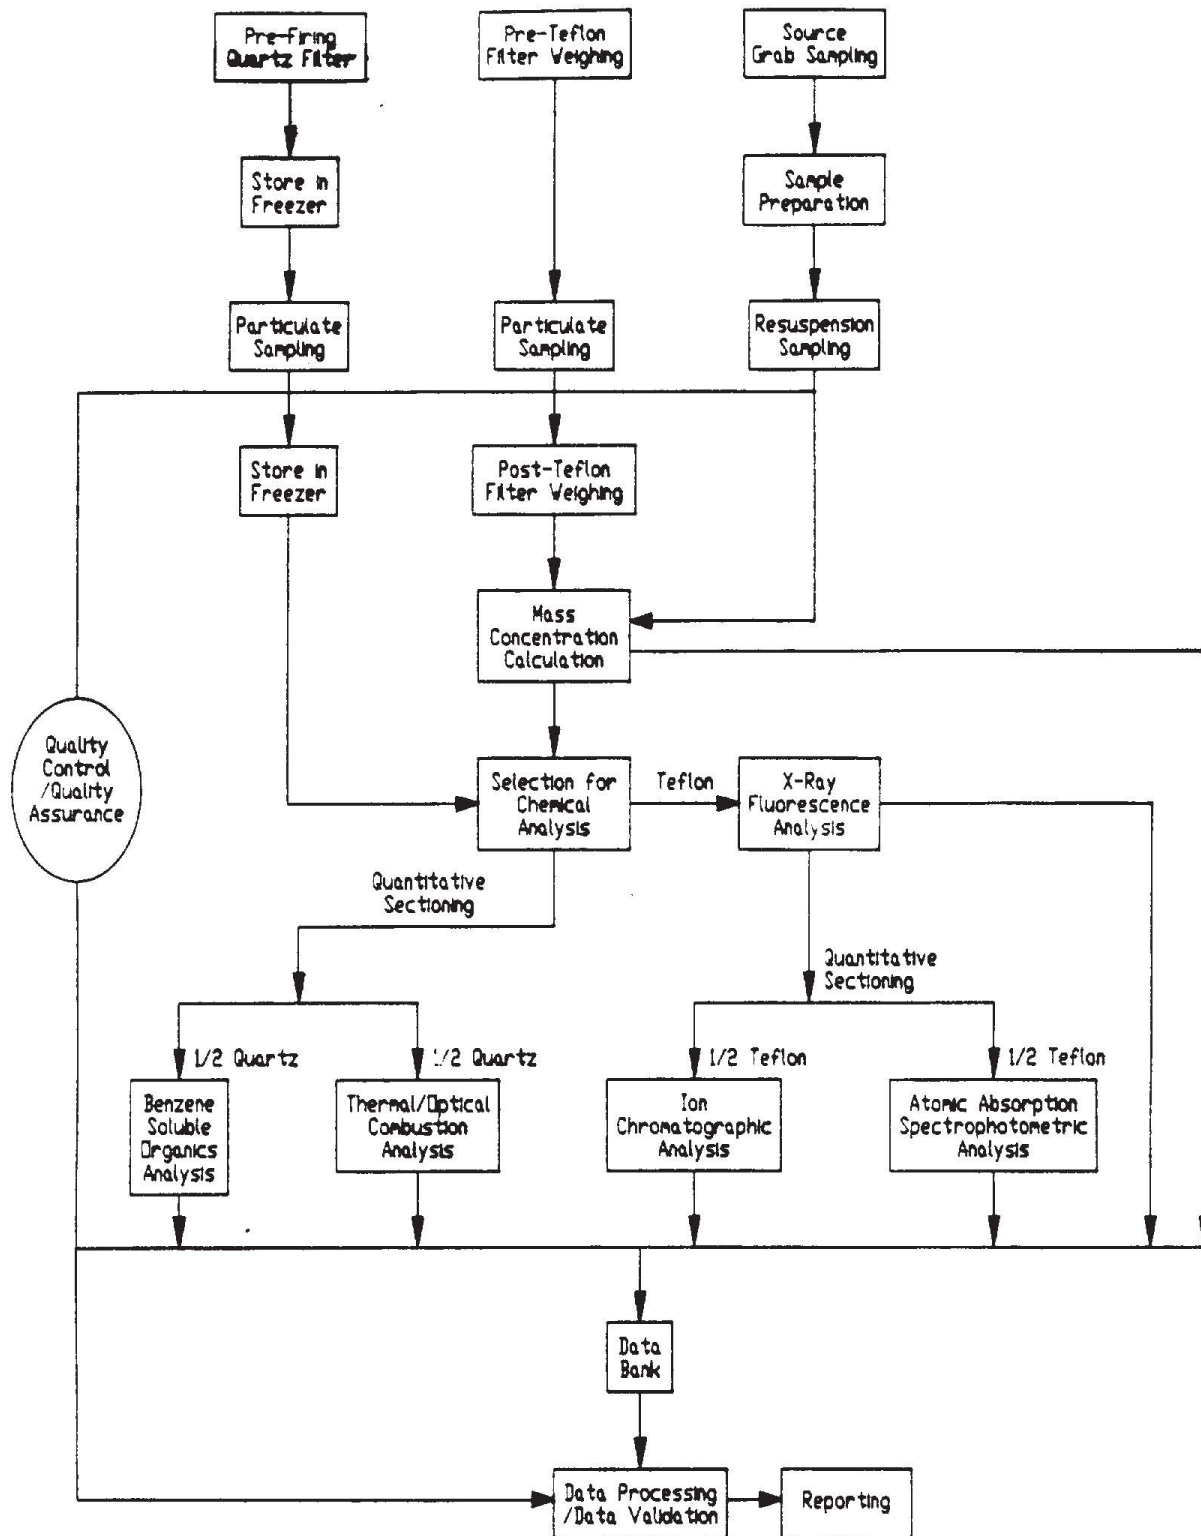 Pre-Firing
Quartz Filter
Pre-Teflon
Filter Weighing
Source
Grab Sampling
Store in
Freezer
Sample
Preparation
Particulate
Sampling
Particulate
Sampling
Resuspension
Sampling
Store in
Freezer
Post-Teflon
Filter Weighing
Mass
Concentration
Calculation
Quality
Control
/Quality
Assurance
Selection for
Chemical
Analysis
Teflon
X-Ray
Fluorescence
Analysis
Quantitative
Sectioning
Quantitative
Sectioning
1/2 Quartz
1/2 Quartz
1/2 Teflon
1/2 Teflon
Benzene
Soluble
Organics
Analysis
Thermal/Optical
Combustion
Analysis
Ion
Chromatographic
Analysis
Atomic Absorption
Spectrophotometric
Analysis
Data
Bank
Data Processing
/Data Validation
Reporting